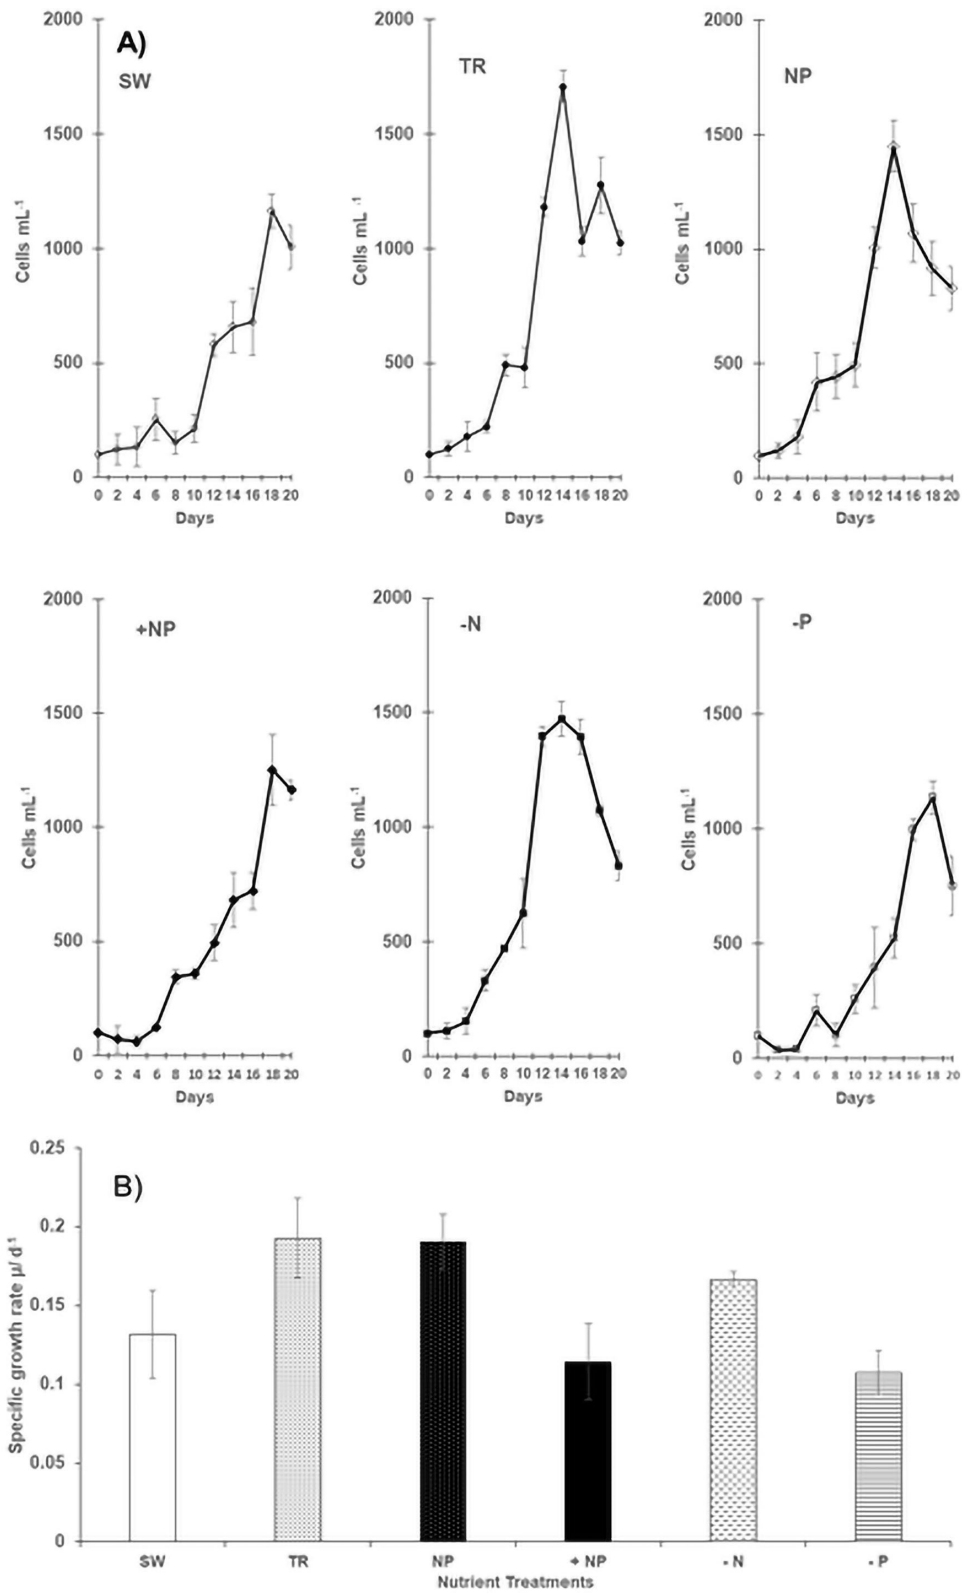 A)
SW
2000
1500
1000
500
0
Cells mL-1
0 2 4 6 8 10 12 14 16 18 20
Days
TR
2000
1500
1000
500
0
Cells mL-1
0 2 4 6 8 10 12 14 16 18 20
Days
NP
2000
1500
1000
500
0
Cells mL-1
0 2 4 6 8 10 12 14 16 18 20
Days
+NP
2000
1500
1000
500
0
Cells mL-1
0 2 4 6 8 10 12 14 16 18 20
Days
-N
2000
1500
1000
500
0
Cells mL-1
0 2 4 6 8 10 12 14 16 18 20
Days
-P
2000
1500
1000
500
0
Cells mL-1
0 2 4 6 8 10 12 14 16 18 20
Days
B)
0,25
0,2
0,15
0,1
0,05
0
Specific growth rate µ/ d-1
SW TR NP + NP - N - P
Nutrient Treatments